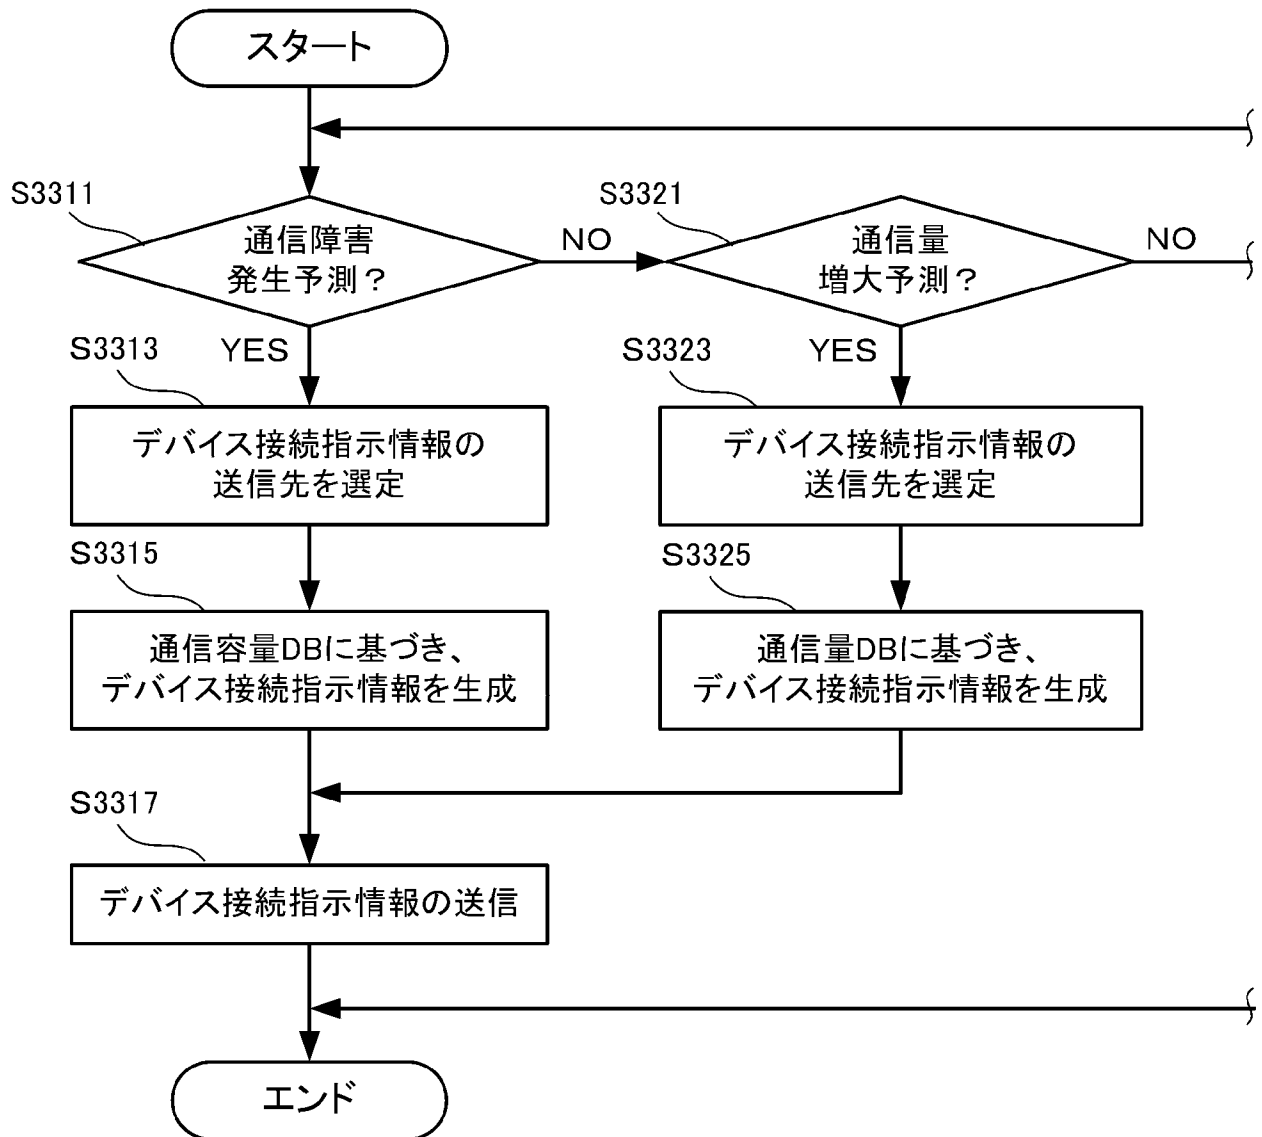 スタート
S3311
通信障害
発生予測？
NO
S3321
通信量
増大予測？
NO
YES
S3313
デバイス接続指示情報の
送信先を選定
YES
S3323
デバイス接続指示情報の
送信先を選定
S3315
通信容量DBに基づき、
デバイス接続指示情報を生成
S3325
通信量DBに基づき、
デバイス接続指示情報を生成
S3317
デバイス接続指示情報の送信
エンド